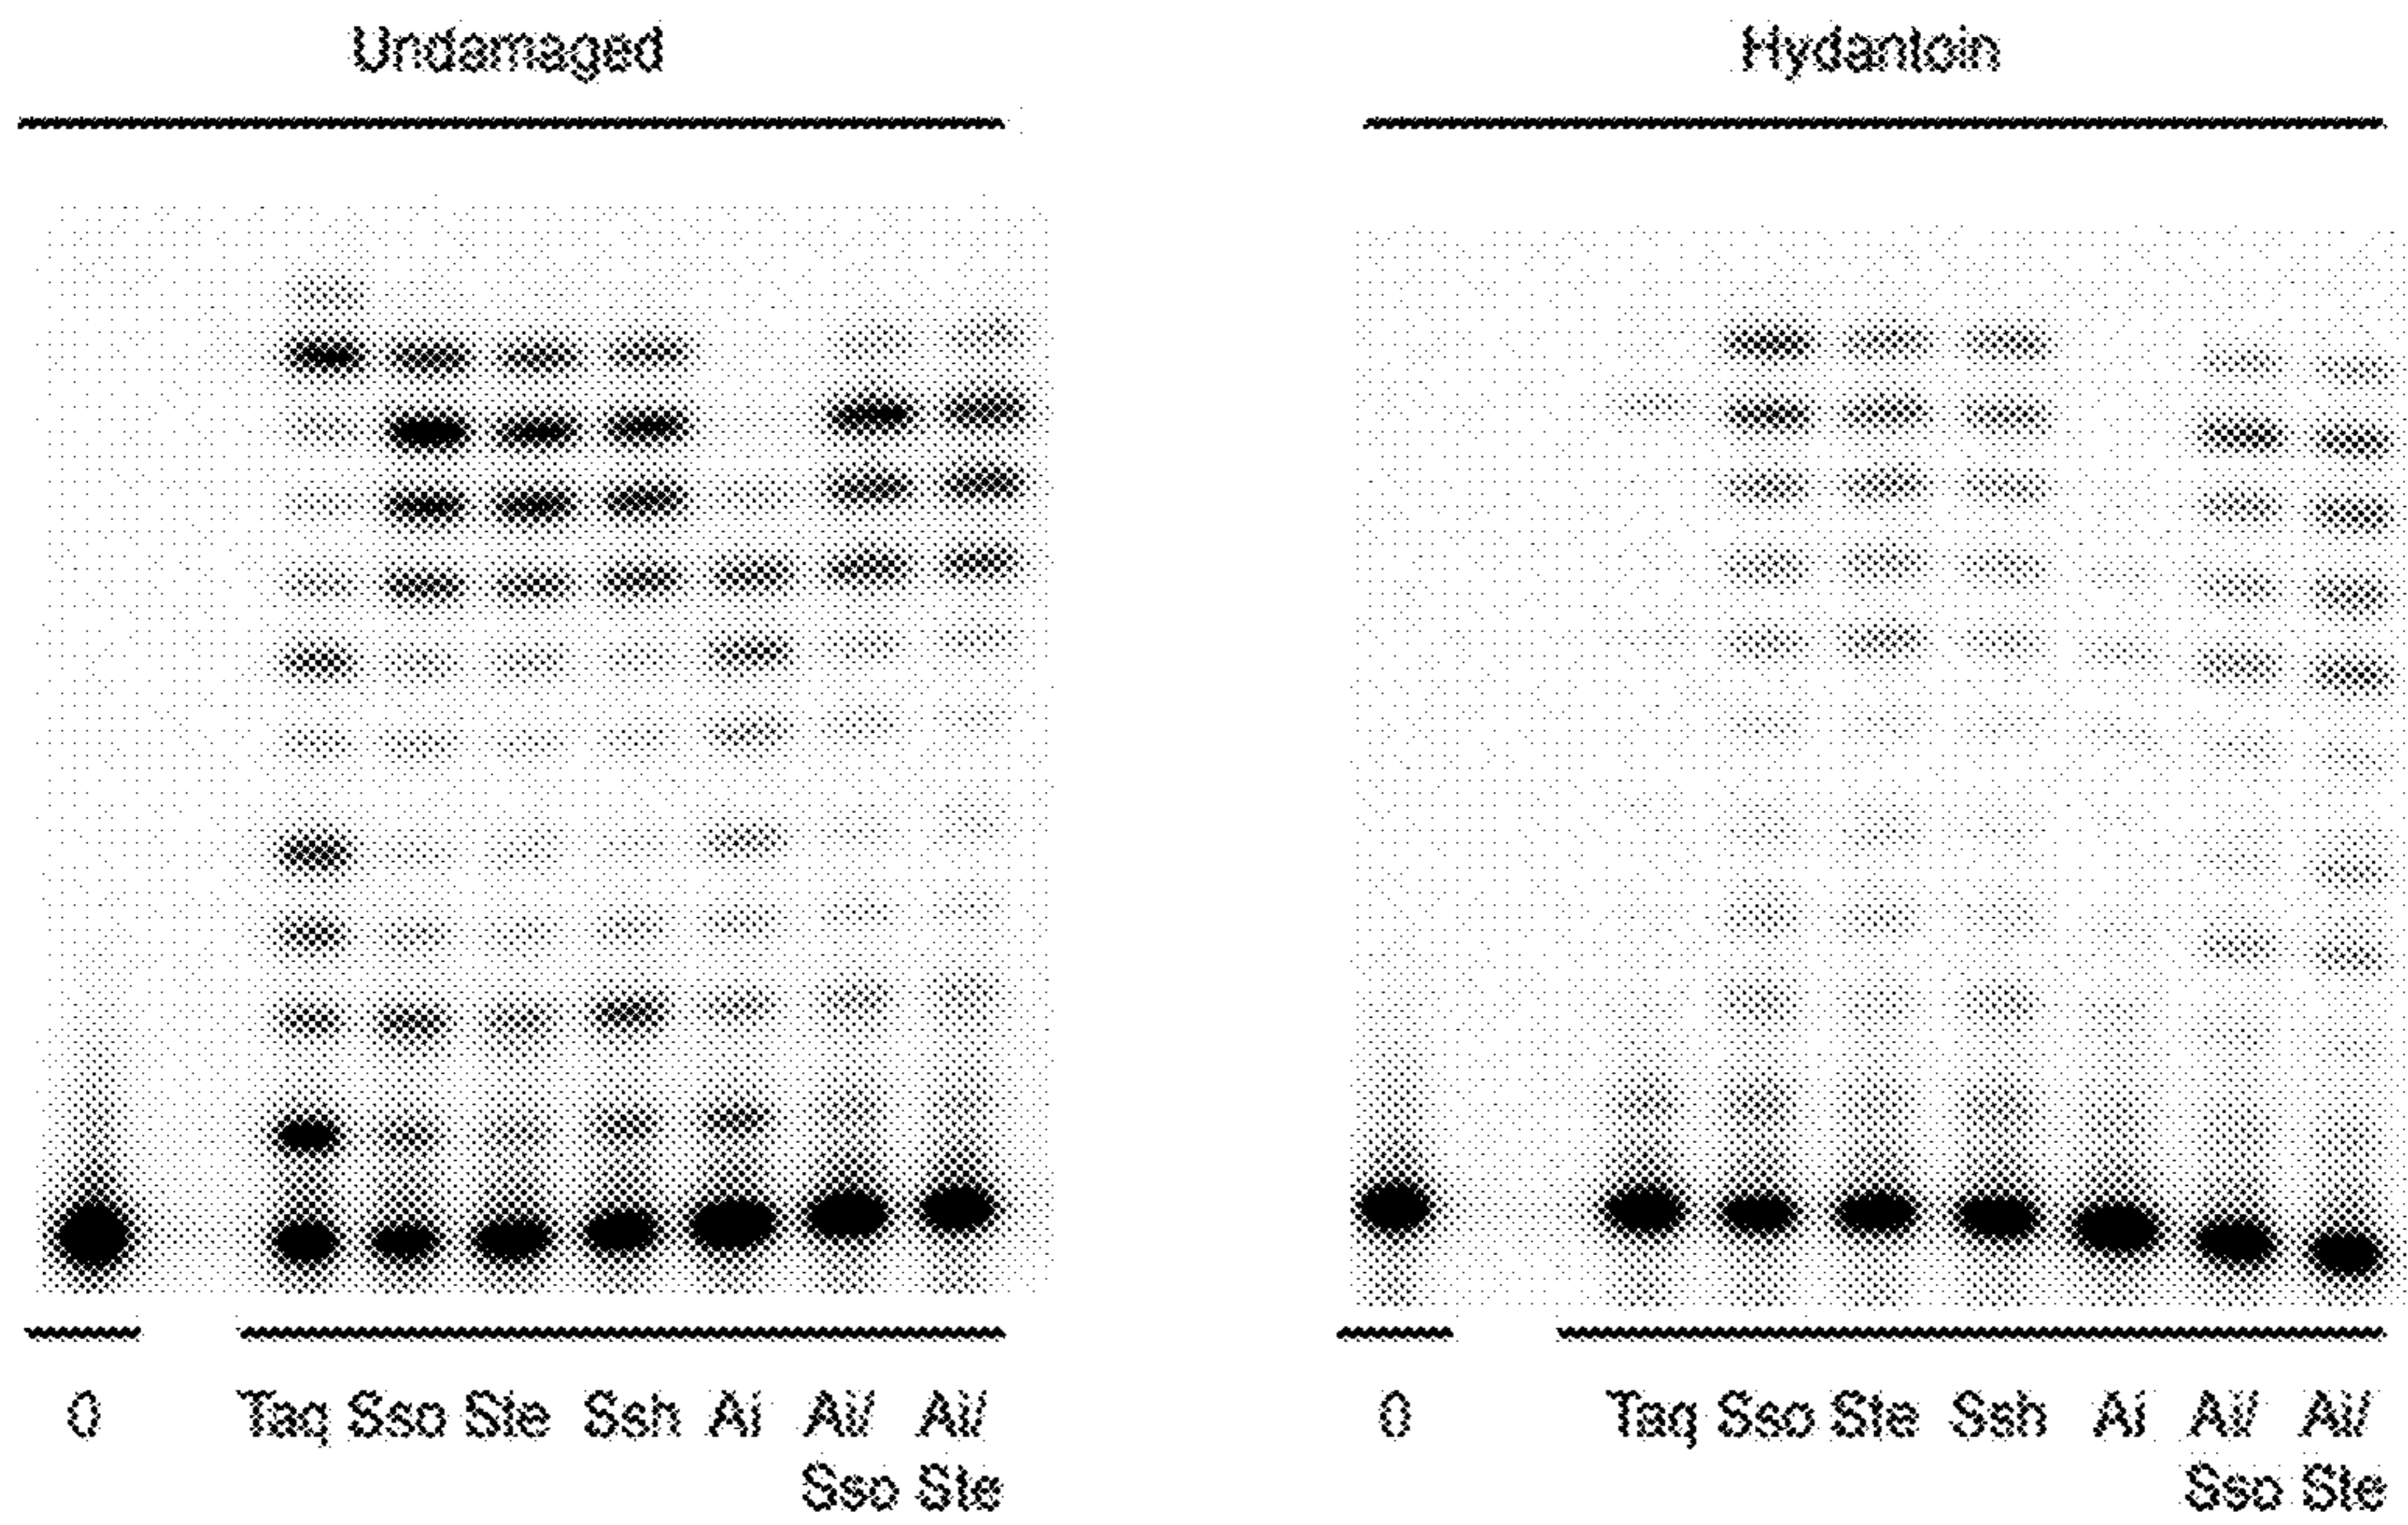 Undamaged
Hydantoin
0 Taq Sso Ste Ssh Ai Ai/ Ai/
Sso Ste
0 Taq Sso Ste Ssh Ai Ai/ Ai/
Sso Ste